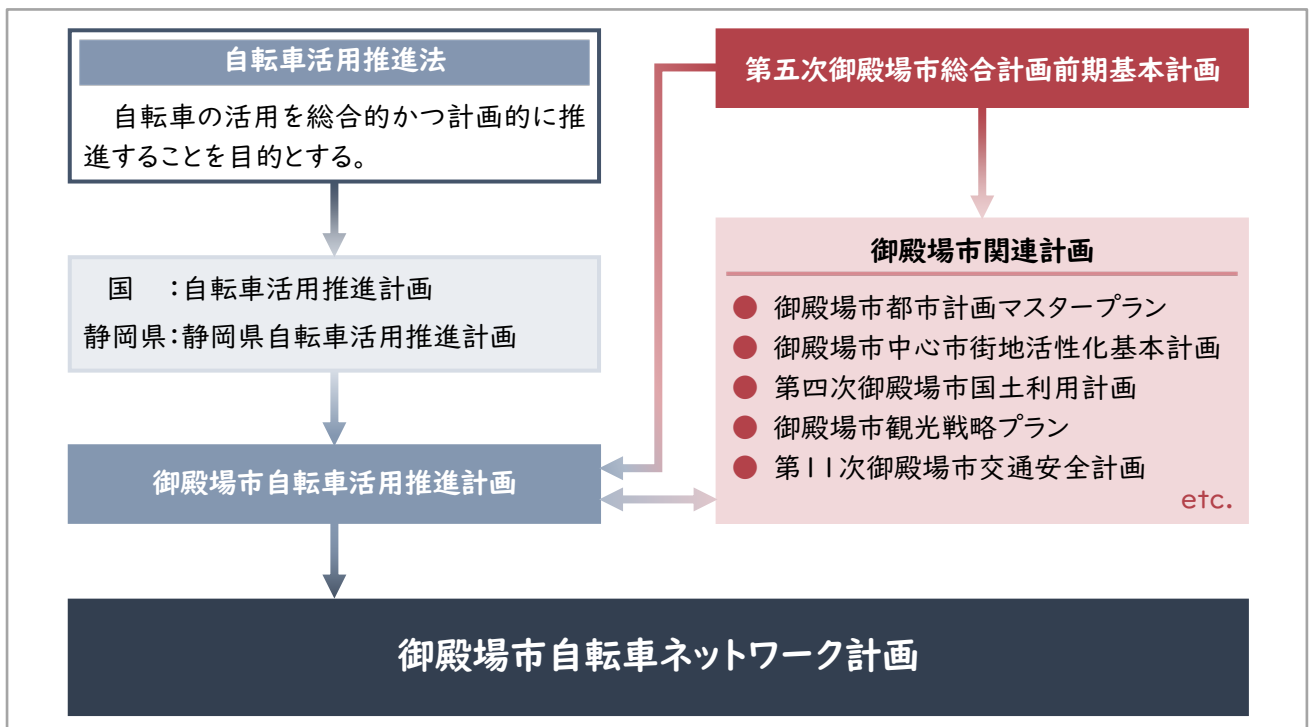 自転車活用推進法
自転車の活用を総合的かつ計画的に推
進することを目的とする。
国　：自転車活用推進計画
静岡県：静岡県自転車活用推進計画
御殿場市自転車活用推進計画
第五次御殿場市総合計画前期基本計画
御殿場市関連計画
● 御殿場市都市計画マスタープラン
● 御殿場市中心市街地活性化基本計画
● 第四次御殿場市国土利用計画
● 御殿場市観光戦略プラン
● 第11次御殿場市交通安全計画
etc.
御殿場市自転車ネットワーク計画